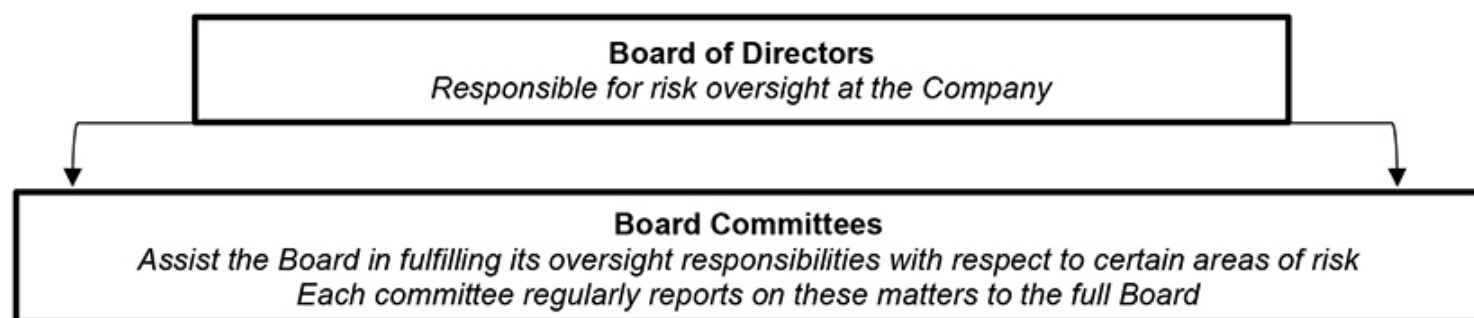 Board of Directors
Responsible for risk oversight at the Company
Board Committees
Assist the Board in fulfilling its oversight responsibilities with respect to certain areas of risk
Each committee regularly reports on these matters to the full Board